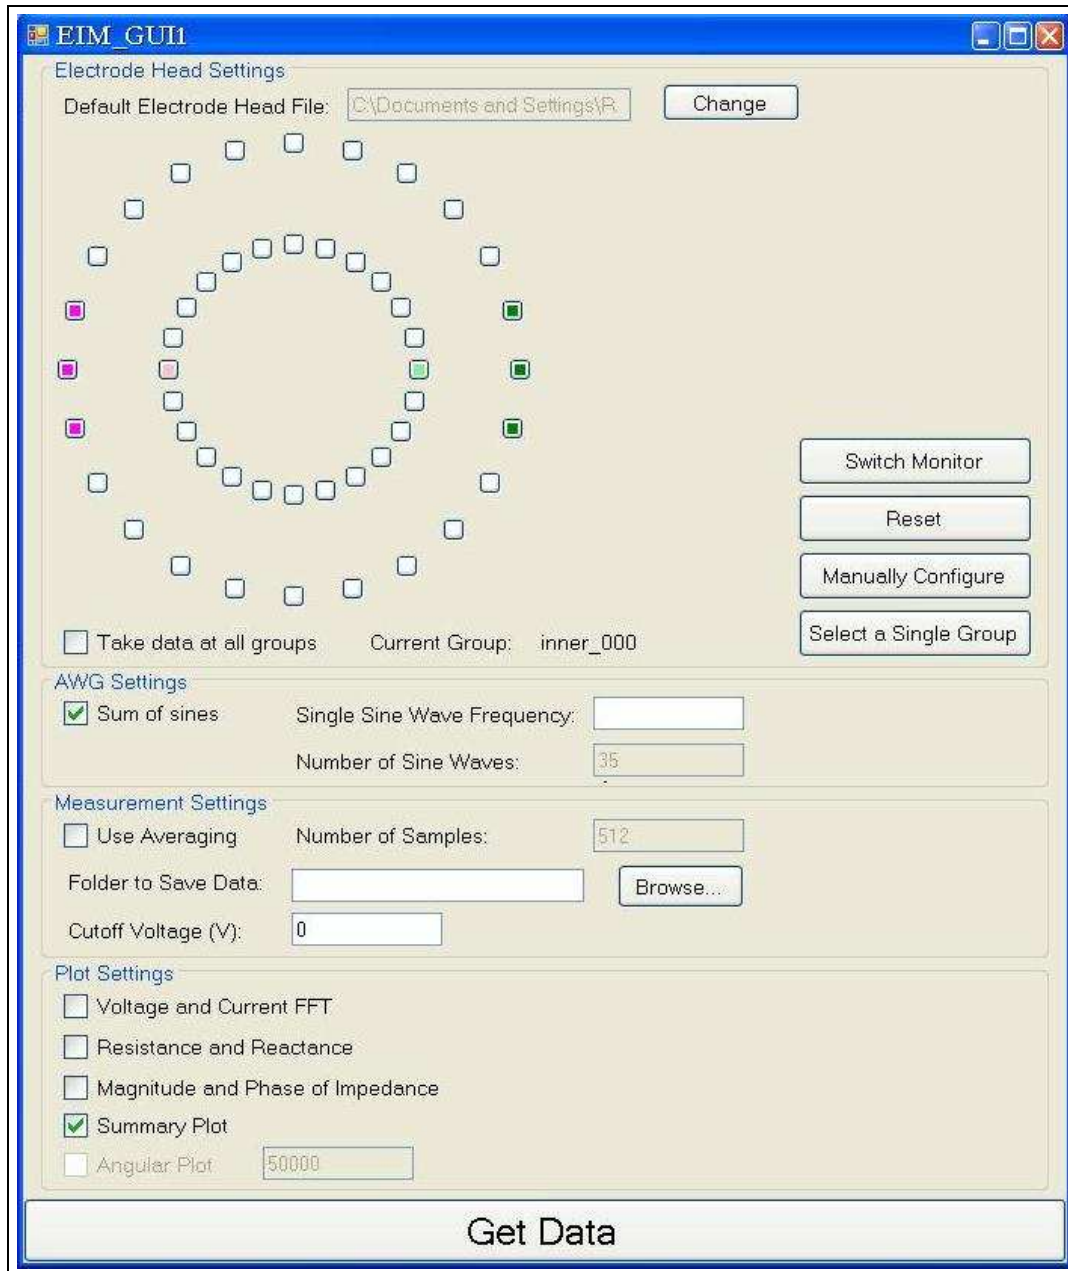 EIM_GUI1
Electrode Head Settings
Default Electrode Head File: C:\Documents and Settings\R. Change
Switch Monitor
Reset
Manually Configure
Select a Single Group
Take data at all groups Current Group: inner_000
AWG Settings
Sum of sines Single Sine Wave Frequency:
Number of Sine Waves: 35
Measurement Settings
Use Averaging Number of Samples: 512
Folder to Save Data: Browse...
Cutoff Voltage (V): 0
Plot Settings
Voltage and Current FFT
Resistance and Reactance
Magnitude and Phase of Impedance
Summary Plot
Angular Plot 50000
Get Data